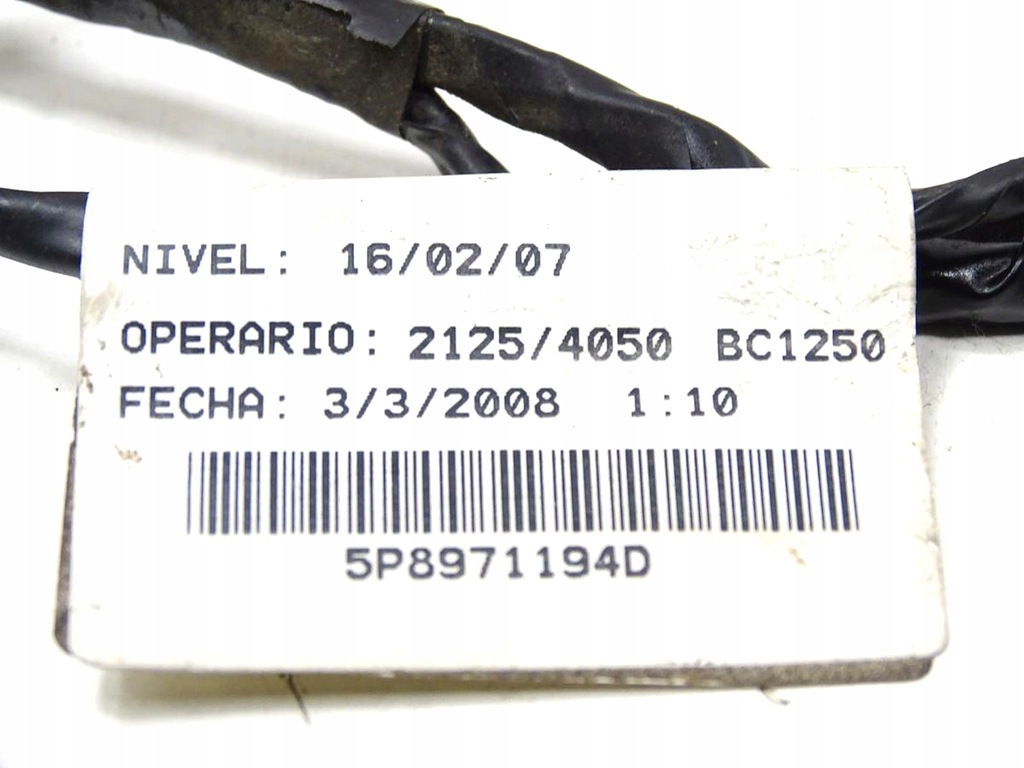 NIVEL: 16/02/07
OPERARIO: 2125/4050 BC1250
FECHA: 3/3/2008 1:10
5P8971194D